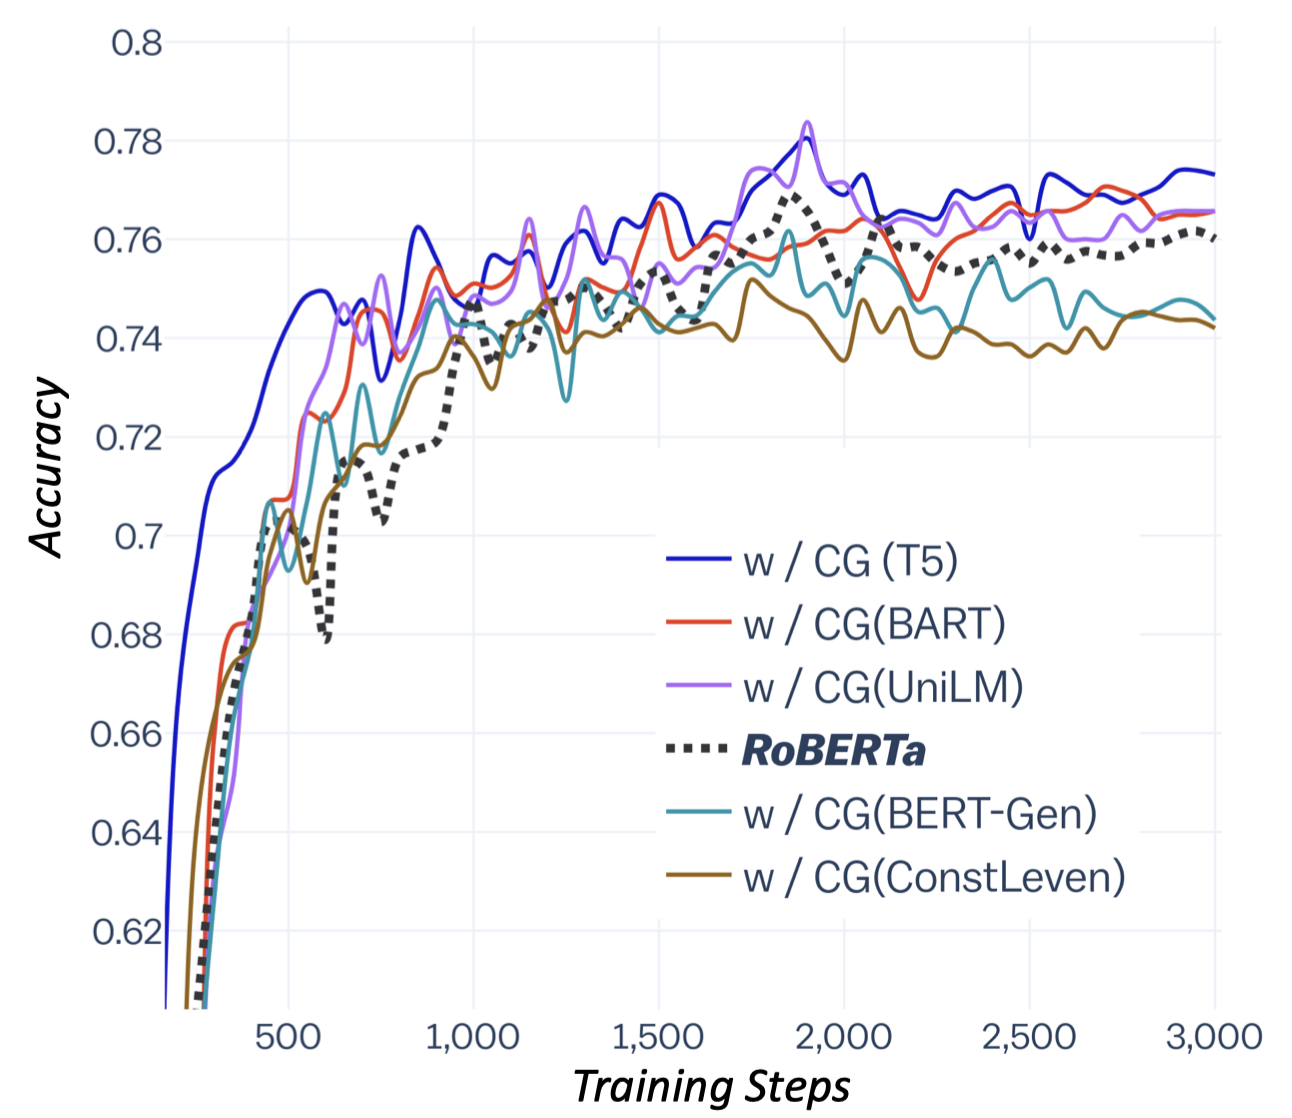 0.8
0.78
0.76
0.74
0.72
0.7
0.68
0.66
0.64
0.62
Accuracy
w / CG (T5)
w / CG(BART)
w / CG(UniLM)
RoBERTa
w / CG(BERT-Gen)
w / CG(ConstLeven)
500 1,000 1,500 2,000 2,500 3,000
Training Steps